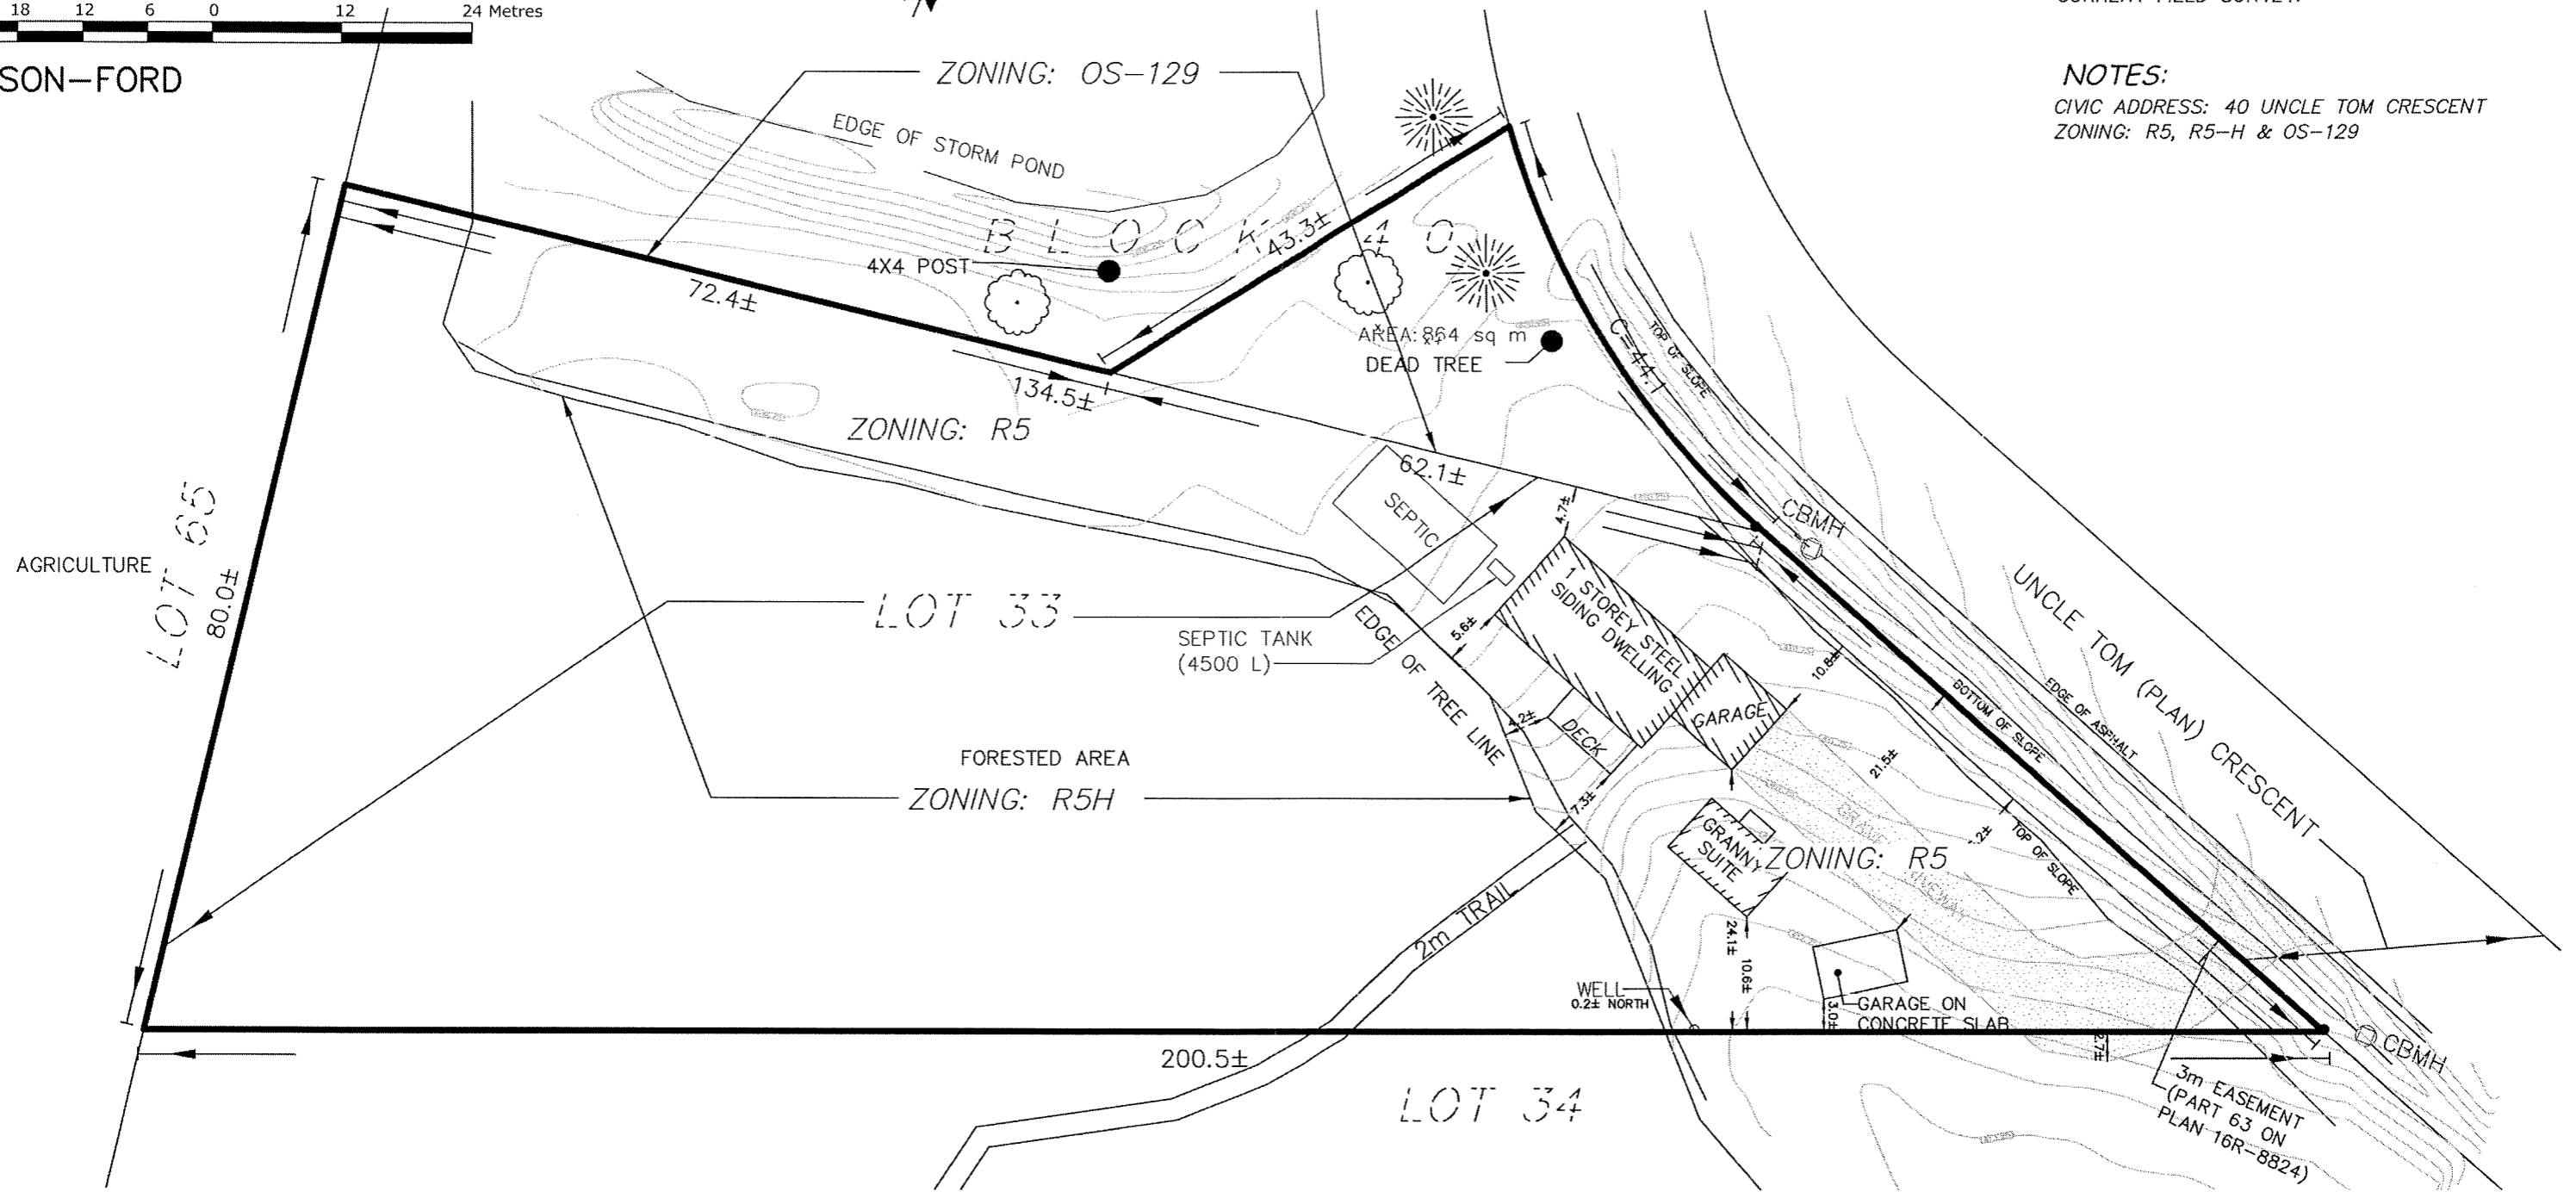 18 12 6 0 12 24 Metres
SON-FORD
NOTES:
CIVIC ADDRESS: 40 UNCLE TOM CRESCENT
ZONING: R5, R5-H & OS-129
ZONING: OS-129
EDGE OF STORM POND
BLOCK 40
43.3±
4X4 POST
72.4±
AREA: 864 sq m
DEAD TREE
C=44.1
TOP OF SLOPE
134.5±
ZONING: R5
62.1±
SEPTIC
4.7±
CBMH
LOT 65
80.0±
AGRICULTURE
LOT 33
SEPTIC TANK
(4500 L)
5.6±
1 STOREY STEEL
SIDING DWELLING
EDGE OF TREE LINE
GARAGE
DECK
10.8±
UNCLE TOM (PLAN) CRESCENT
BOTTOM OF SLOPE
EDGE OF ASPHALT
21.5±
FORESTED AREA
ZONING: R5H
7.3±
GRANNY
SUITE
ZONING: R5
TOP OF SLOPE
2m TRAIL
24.1±
10.6±
WELL
0.2± NORTH
3.0±
GARAGE ON
CONCRETE SLAB
200.5±
2.7±
CBMH
3m EASEMENT
(PART 63 ON
PLAN 16R-8824)
LOT 34